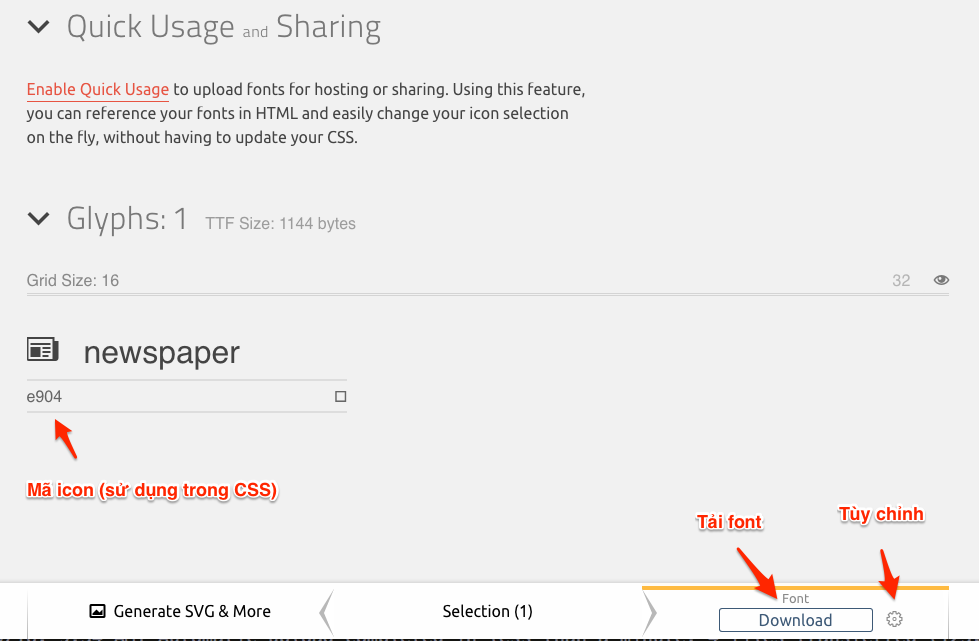 Quick Usage and Sharing
Enable Quick Usage to upload fonts for hosting or sharing. Using this feature,
you can reference your fonts in HTML and easily change your icon selection
on the fly, without having to update your CSS.
Glyphs: 1 TTF Size: 1144 bytes
Grid Size: 16 32
newspaper
e904
Mã icon (sử dụng trong CSS)
Tải font
Tùy chỉnh
Generate SVG & More
Selection (1)
Font
Download